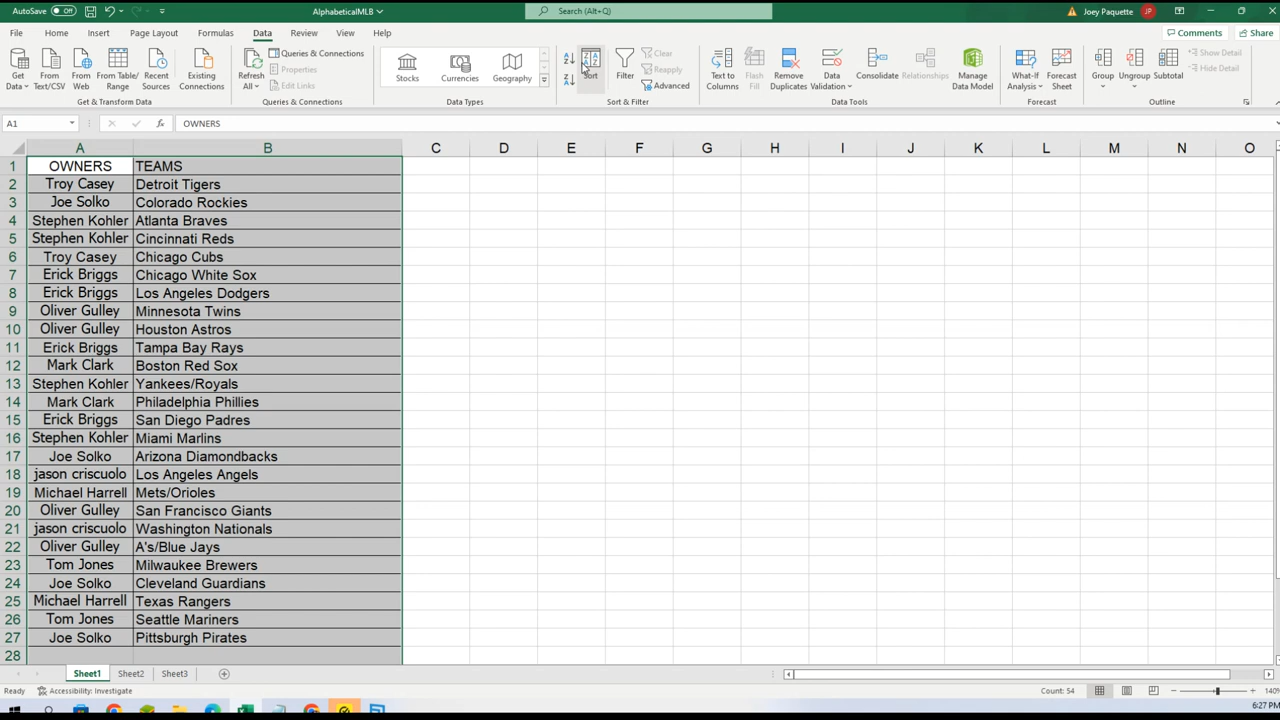 AutoSave Off AlphabeticalMLB Search (Alt+Q) Joey Paquette JP
File Home Insert Page Layout Formulas Data Review View Help Comments Share
Get Data From Text/CSV From Web From Table/Range Recent Sources Existing Connections
Get & Transform Data
Refresh All Queries & Connections Properties Edit Links
Queries & Connections
Stocks Currencies Geography
Data Types
Sort Filter Clear Reapply Advanced
Sort & Filter
Text to Columns Flash Fill Remove Duplicates Data Validation Consolidate Relationships Manage Data Model
Data Tools
What-If Analysis Forecast Sheet
Forecast
Group Ungroup Subtotal Show Detail Hide Detail
Outline
A1 fx OWNERS
A B C D E F G H I J K L M N O
1 OWNERS TEAMS
2 Troy Casey Detroit Tigers
3 Joe Solko Colorado Rockies
4 Stephen Kohler Atlanta Braves
5 Stephen Kohler Cincinnati Reds
6 Troy Casey Chicago Cubs
7 Erick Briggs Chicago White Sox
8 Erick Briggs Los Angeles Dodgers
9 Oliver Gulley Minnesota Twins
10 Oliver Gulley Houston Astros
11 Erick Briggs Tampa Bay Rays
12 Mark Clark Boston Red Sox
13 Stephen Kohler Yankees/Royals
14 Mark Clark Philadelphia Phillies
15 Erick Briggs San Diego Padres
16 Stephen Kohler Miami Marlins
17 Joe Solko Arizona Diamondbacks
18 jason criscuolo Los Angeles Angels
19 Michael Harrell Mets/Orioles
20 Oliver Gulley San Francisco Giants
21 jason criscuolo Washington Nationals
22 Oliver Gulley A's/Blue Jays
23 Tom Jones Milwaukee Brewers
24 Joe Solko Cleveland Guardians
25 Michael Harrell Texas Rangers
26 Tom Jones Seattle Mariners
27 Joe Solko Pittsburgh Pirates
28
Sheet1 Sheet2 Sheet3
Ready Accessibility: Investigate Count: 54 140%
6:27 PM